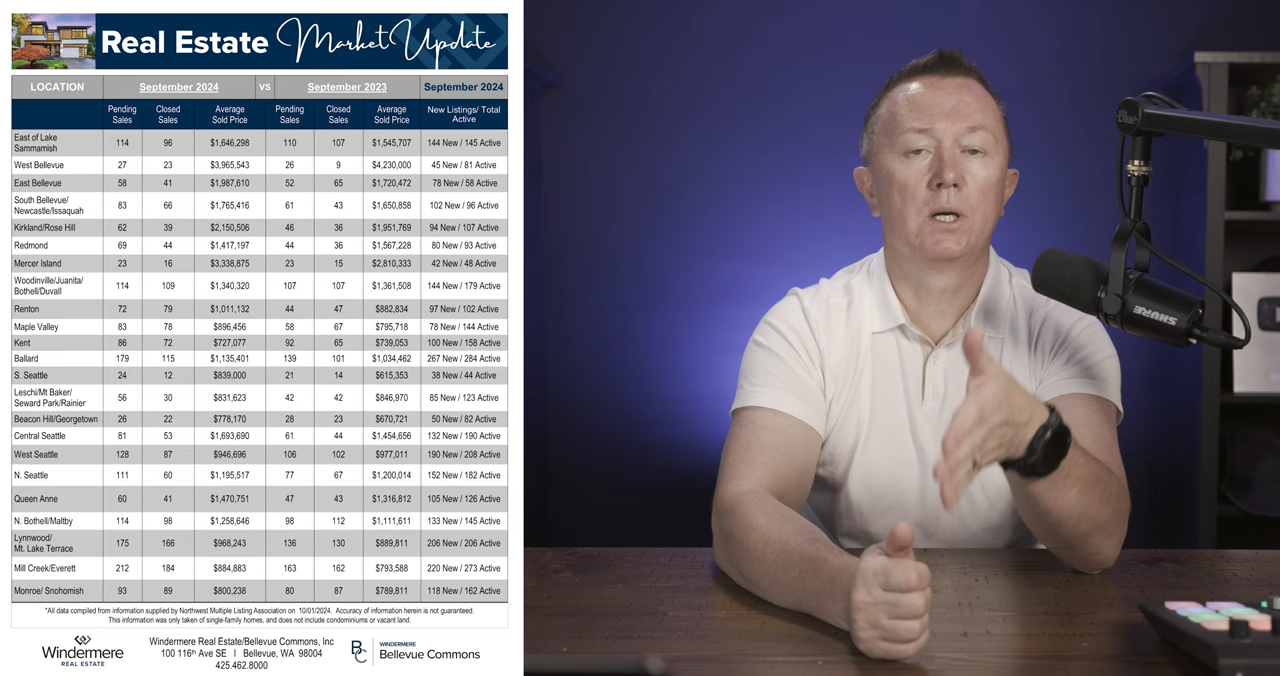 Real Estate Market Update
LOCATION September 2024 VS September 2023 September 2024
Pending Sales Closed Sales Average Sold Price Pending Sales Closed Sales Average Sold Price New Listings/ Total Active
East of Lake Sammamish 114 96 $1,646,298 110 107 $1,545,707 144 New / 145 Active
West Bellevue 27 23 $3,965,543 26 9 $4,230,000 45 New / 81 Active
East Bellevue 58 41 $1,987,610 52 65 $1,720,472 78 New / 58 Active
South Bellevue/ Newcastle/Issaquah 83 66 $1,765,416 61 43 $1,650,858 102 New / 96 Active
Kirkland/Rose Hill 62 39 $2,150,506 46 36 $1,951,769 94 New / 107 Active
Redmond 69 44 $1,417,197 44 36 $1,567,228 80 New / 93 Active
Mercer Island 23 16 $3,338,875 23 15 $2,810,333 42 New / 48 Active
Woodinville/Juanita/ Bothell/Duvall 114 109 $1,340,320 107 107 $1,361,508 144 New / 179 Active
Renton 72 79 $1,011,132 44 47 $882,834 97 New / 102 Active
Maple Valley 83 78 $896,456 58 67 $795,718 78 New / 144 Active
Kent 86 72 $727,077 92 65 $739,053 100 New / 158 Active
Ballard 179 115 $1,135,401 139 101 $1,034,462 267 New / 284 Active
S. Seattle 24 12 $839,000 21 14 $615,353 38 New / 44 Active
Leschi/Mt Baker/ Seward Park/Rainier 56 30 $831,623 42 42 $846,970 85 New / 123 Active
Beacon Hill/Georgetown 26 22 $778,170 28 23 $670,721 50 New / 82 Active
Central Seattle 81 53 $1,693,690 61 44 $1,454,656 132 New / 190 Active
West Seattle 128 87 $946,696 106 102 $977,011 190 New / 208 Active
N. Seattle 111 60 $1,195,517 77 67 $1,200,014 152 New / 182 Active
Queen Anne 60 41 $1,470,751 47 43 $1,316,812 105 New / 126 Active
N. Bothell/Maltby 114 98 $1,258,646 98 112 $1,111,611 133 New / 145 Active
Lynnwood/ Mt. Lake Terrace 175 166 $968,243 136 130 $889,811 206 New / 206 Active
Mill Creek/Everett 212 184 $884,883 163 162 $793,588 220 New / 273 Active
Monroe/ Snohomish 93 89 $800,238 80 87 $789,811 118 New / 162 Active
*All data compiled from information supplied by Northwest Multiple Listing Association on 10/01/2024. Accuracy of information herein is not guaranteed.
This information was only taken of single-family homes, and does not include condominiums or vacant land.
Windermere
REAL ESTATE
Windermere Real Estate/Bellevue Commons, Inc
100 116th Ave SE | Bellevue, WA 98004
425.462.8000
BC
WINDERMERE
Bellevue Commons
Blue
SHURE